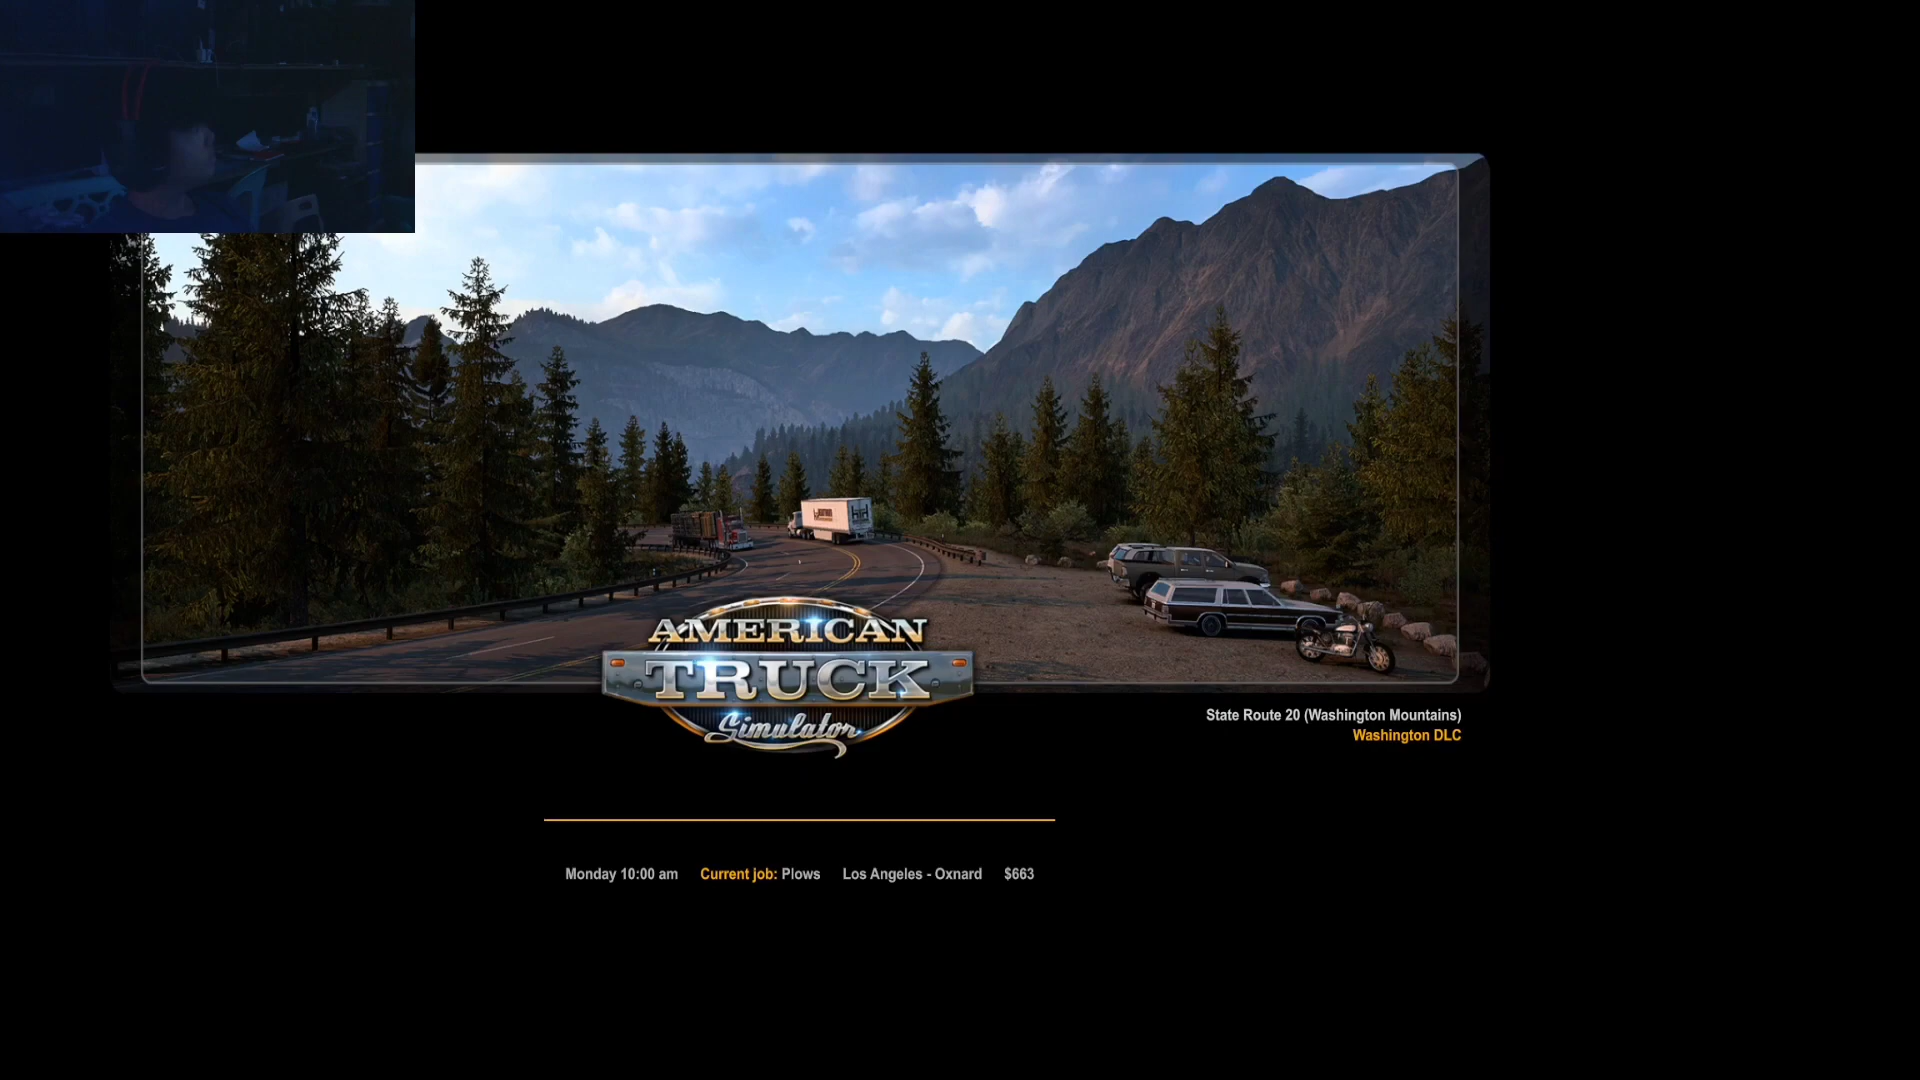 AMERICAN
TRUCK
Simulator
State Route 20 (Washington Mountains)
Washington DLC
Monday 10:00 am Current job: Plows Los Angeles - Oxnard $663